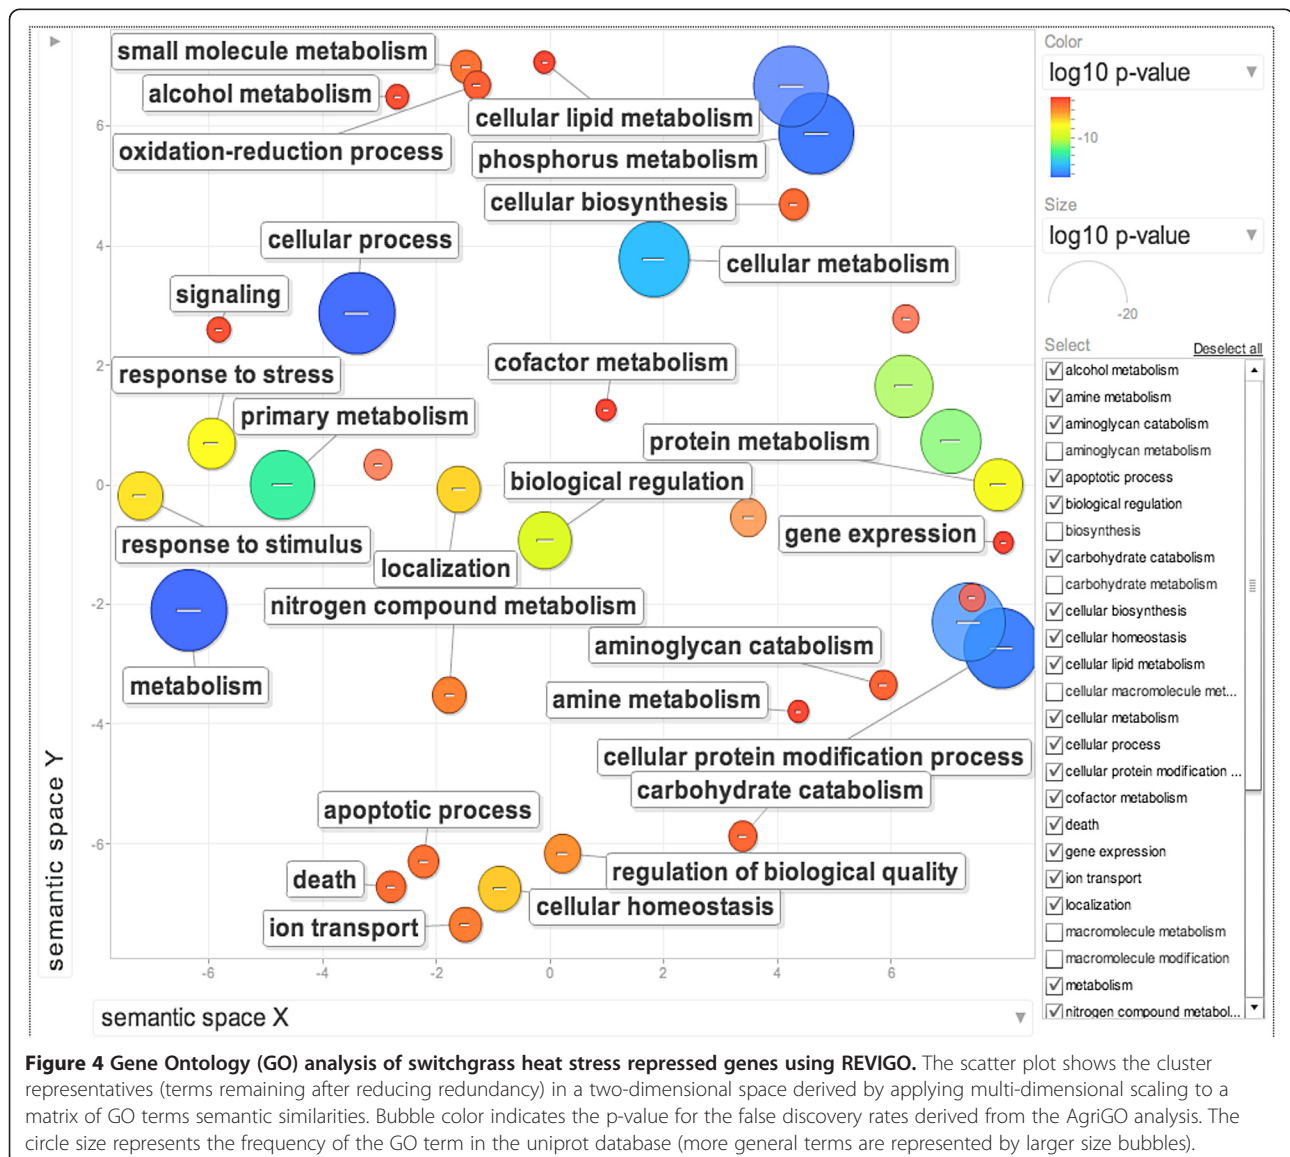 small molecule metabolism
alcohol metabolism
oxidation-reduction process
cellular lipid metabolism
phosphorus metabolism
cellular biosynthesis
cellular process
cellular metabolism
signaling
cofactor metabolism
response to stress
primary metabolism
protein metabolism
biological regulation
gene expression
response to stimulus
localization
nitrogen compound metabolism
aminoglycan catabolism
metabolism
amine metabolism
cellular protein modification process
carbohydrate catabolism
apoptotic process
regulation of biological quality
death
cellular homeostasis
ion transport
6
4
2
0
-2
-4
-6
semantic space Y
-6
-4
-2
0
2
4
6
semantic space X
Color
log10 p-value
-10
Size
log10 p-value
-20
Select
Deselect all
alcohol metabolism
amine metabolism
aminoglycan catabolism
aminoglycan metabolism
apoptotic process
biological regulation
biosynthesis
carbohydrate catabolism
carbohydrate metabolism
cellular biosynthesis
cellular homeostasis
cellular lipid metabolism
cellular macromolecule met...
cellular metabolism
cellular process
cellular protein modification ...
cofactor metabolism
death
gene expression
ion transport
localization
macromolecule metabolism
macromolecule modification
metabolism
nitrogen compound metabol...
Figure 4 Gene Ontology (GO) analysis of switchgrass heat stress repressed genes using REVIGO. The scatter plot shows the cluster
representatives (terms remaining after reducing redundancy) in a two-dimensional space derived by applying multi-dimensional scaling to a
matrix of GO terms semantic similarities. Bubble color indicates the p-value for the false discovery rates derived from the AgriGO analysis. The
circle size represents the frequency of the GO term in the uniprot database (more general terms are represented by larger size bubbles).